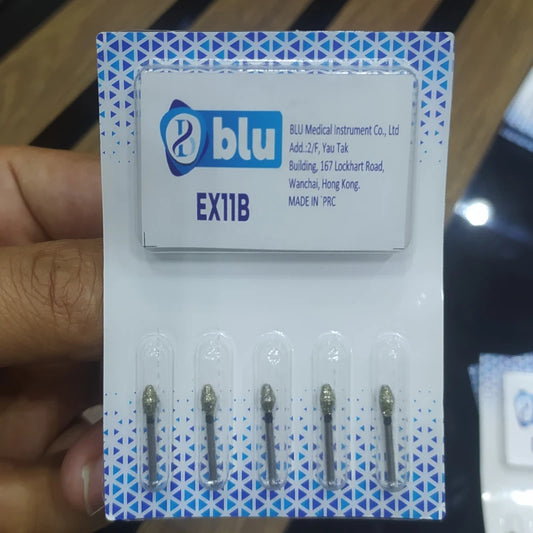 blu
EX11B
BLU Medical Instrument Co., Ltd
Add.:2/F, Yau Tak
Building, 167 Lockhart Road,
Wanchai, Hong Kong.
MADE IN `PRC